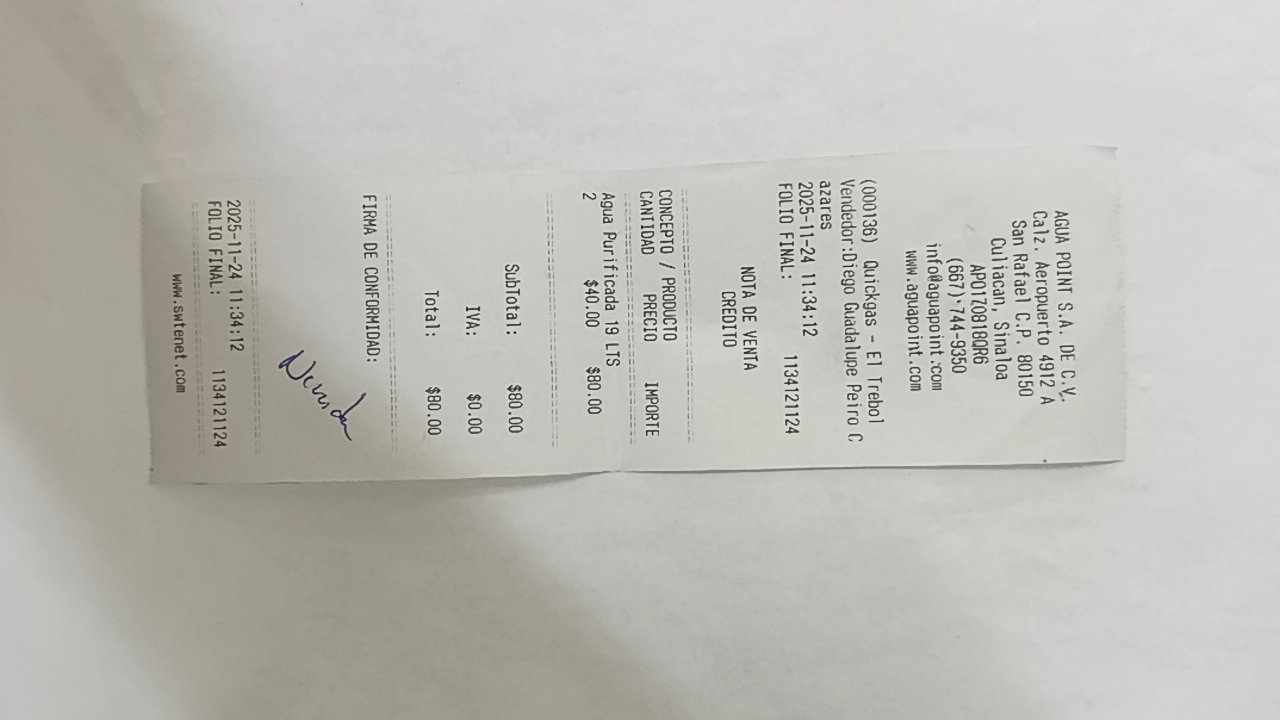 AGUA POINT S.A. DE C.V.
Calz. Aeropuerto 4912 A
San Rafael C.P. 80150
Culiacan, Sinaloa
APO170818QR6
(667)·744-9350
info@aguapoint.com
www.aguapoint.com
(000136) Quickgas - El Trebol
Vendedor:Diego Guadalupe Peiro C
azares
2025-11-24 11:34:12
FOLIO FINAL: 1134121124
NOTA DE VENTA
CREDITO
CONCEPTO / PRODUCTO
CANTIDAD PRECIO IMPORTE
Agua Purificada 19 LTS
2 $40.00 $80.00
SubTotal: $80.00
IVA: $0.00
Total: $80.00
FIRMA DE CONFORMIDAD:
2025-11-24 11:34:12
FOLIO FINAL: 1134121124
www.swtenet.com